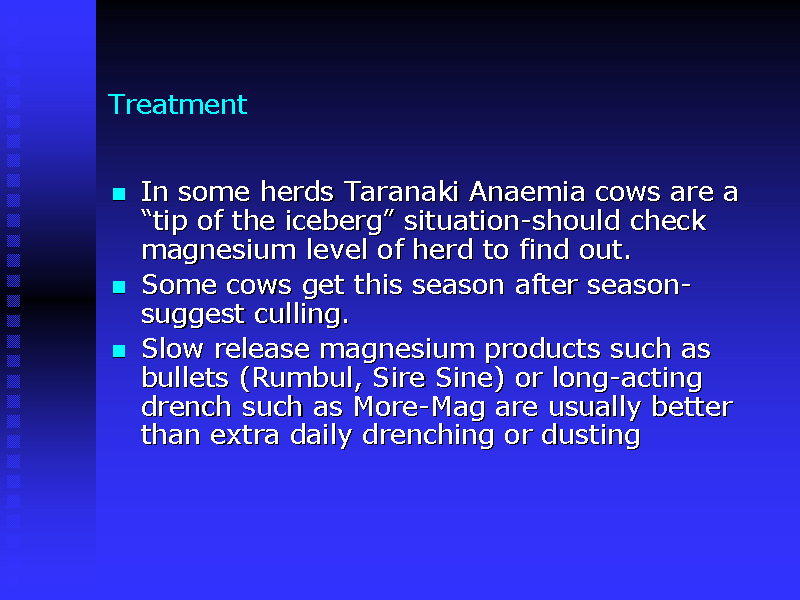 Treatment
In some herds Taranaki Anaemia cows are a
“tip of the iceberg” situation-should check
magnesium level of herd to find out.
Some cows get this season after season-
suggest culling.
Slow release magnesium products such as
bullets (Rumbul, Sire Sine) or long-acting
drench such as More-Mag are usually better
than extra daily drenching or dusting